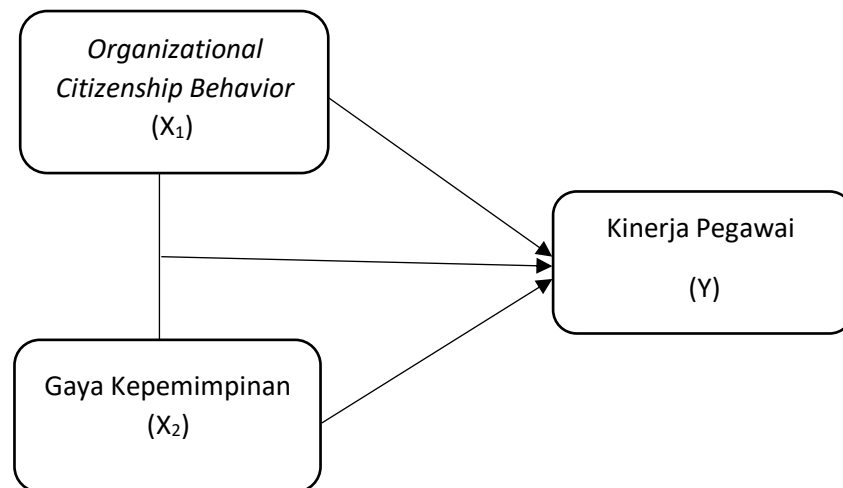 Organizational
Citizenship Behavior
(X₁)
Kinerja Pegawai
(Y)
Gaya Kepemimpinan
(X₂)